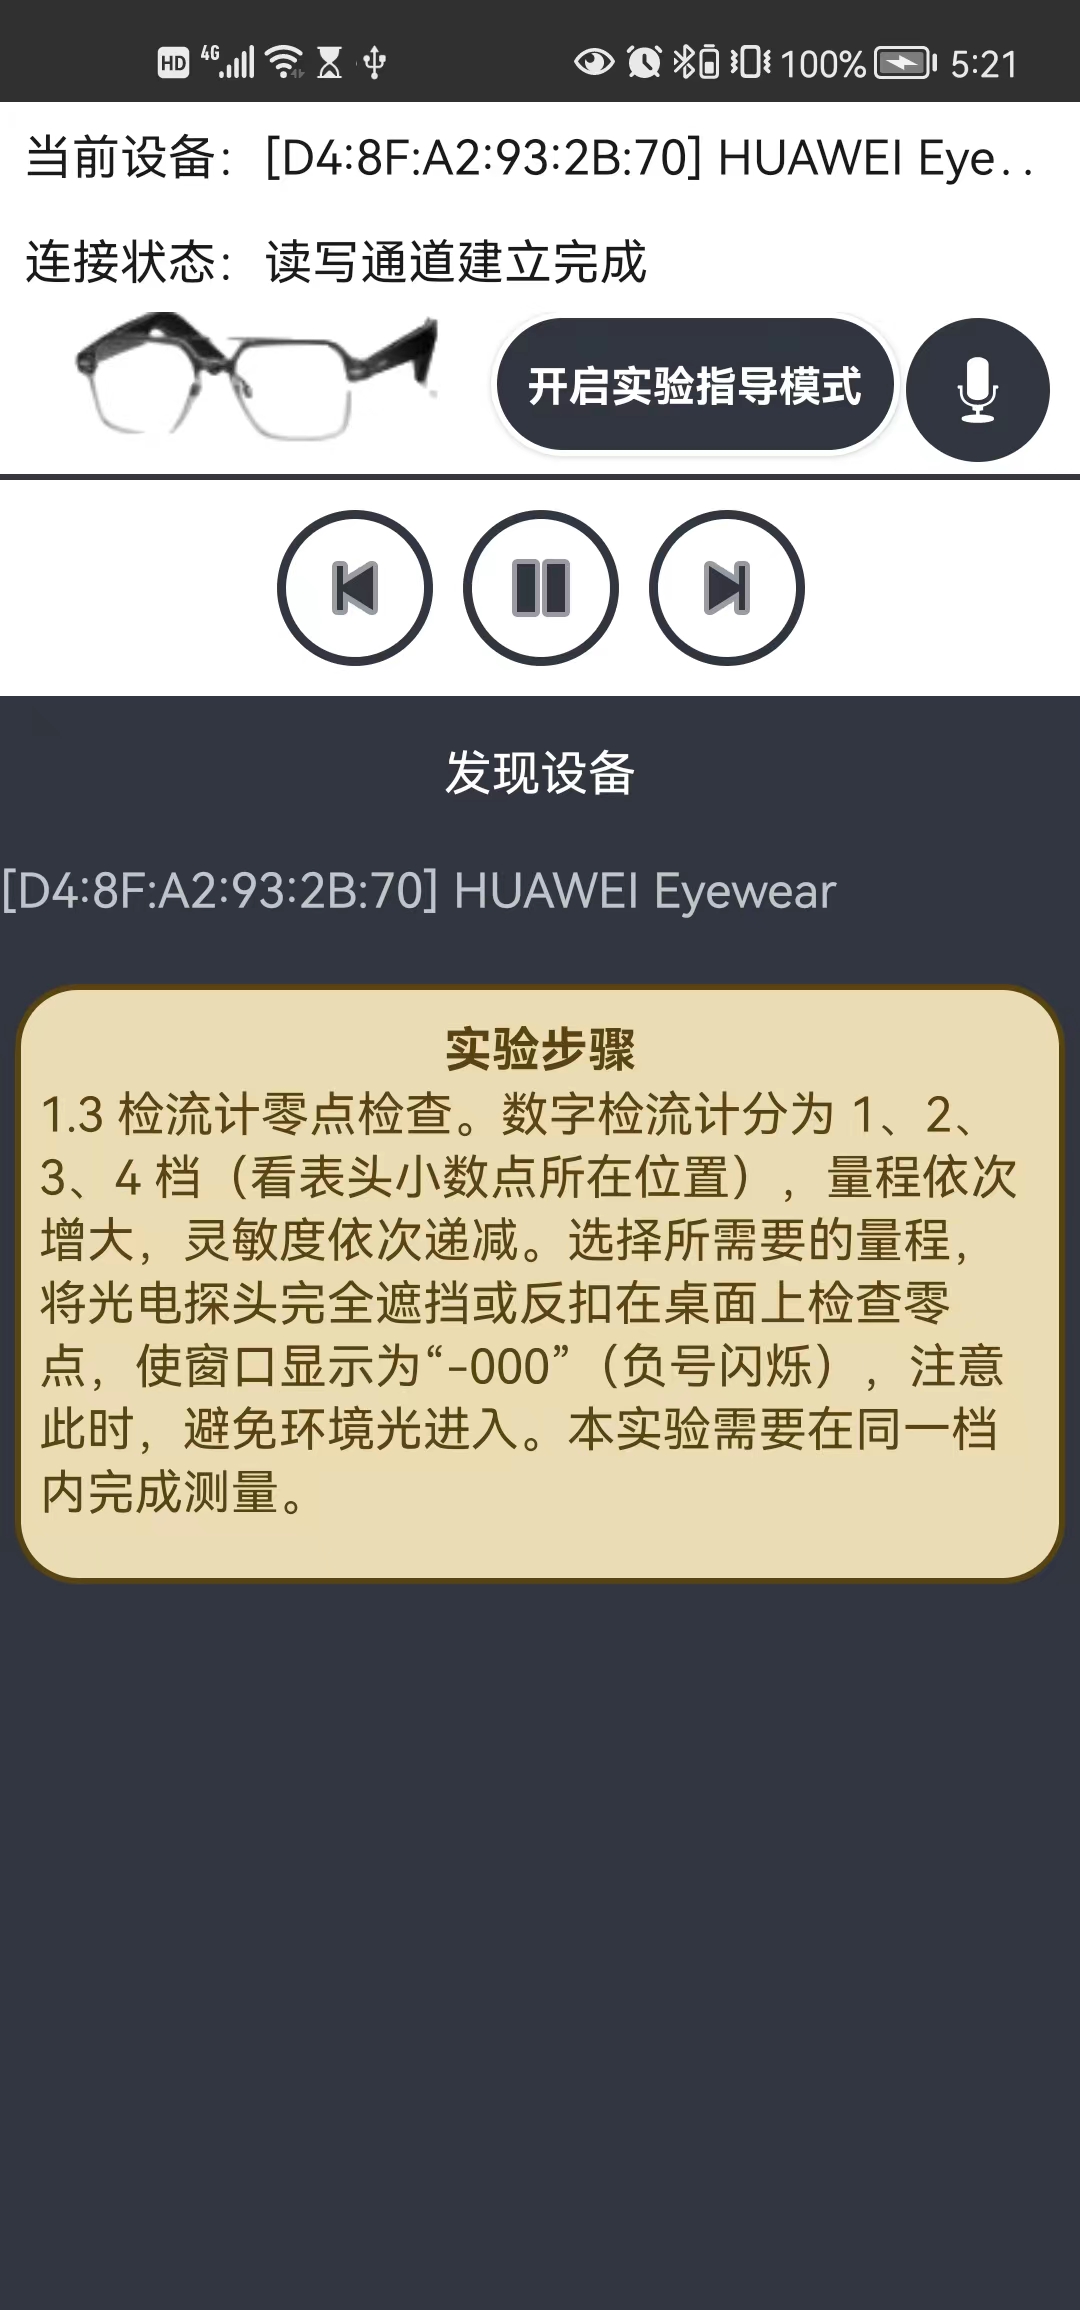 HD 4G 100% 5:21
当前设备：[D4:8F:A2:93:2B:70] HUAWEI Eye..
连接状态：读写通道建立完成
开启实验指导模式
发现设备
[D4:8F:A2:93:2B:70] HUAWEI Eyewear
实验步骤
1.3 检流计零点检查。数字检流计分为 1、2、
3、4 档（看表头小数点所在位置），量程依次
增大，灵敏度依次递减。选择所需要的量程，
将光电探头完全遮挡或反扣在桌面上检查零
点，使窗口显示为“-000”（负号闪烁），注意
此时，避免环境光进入。本实验需要在同一档
内完成测量。